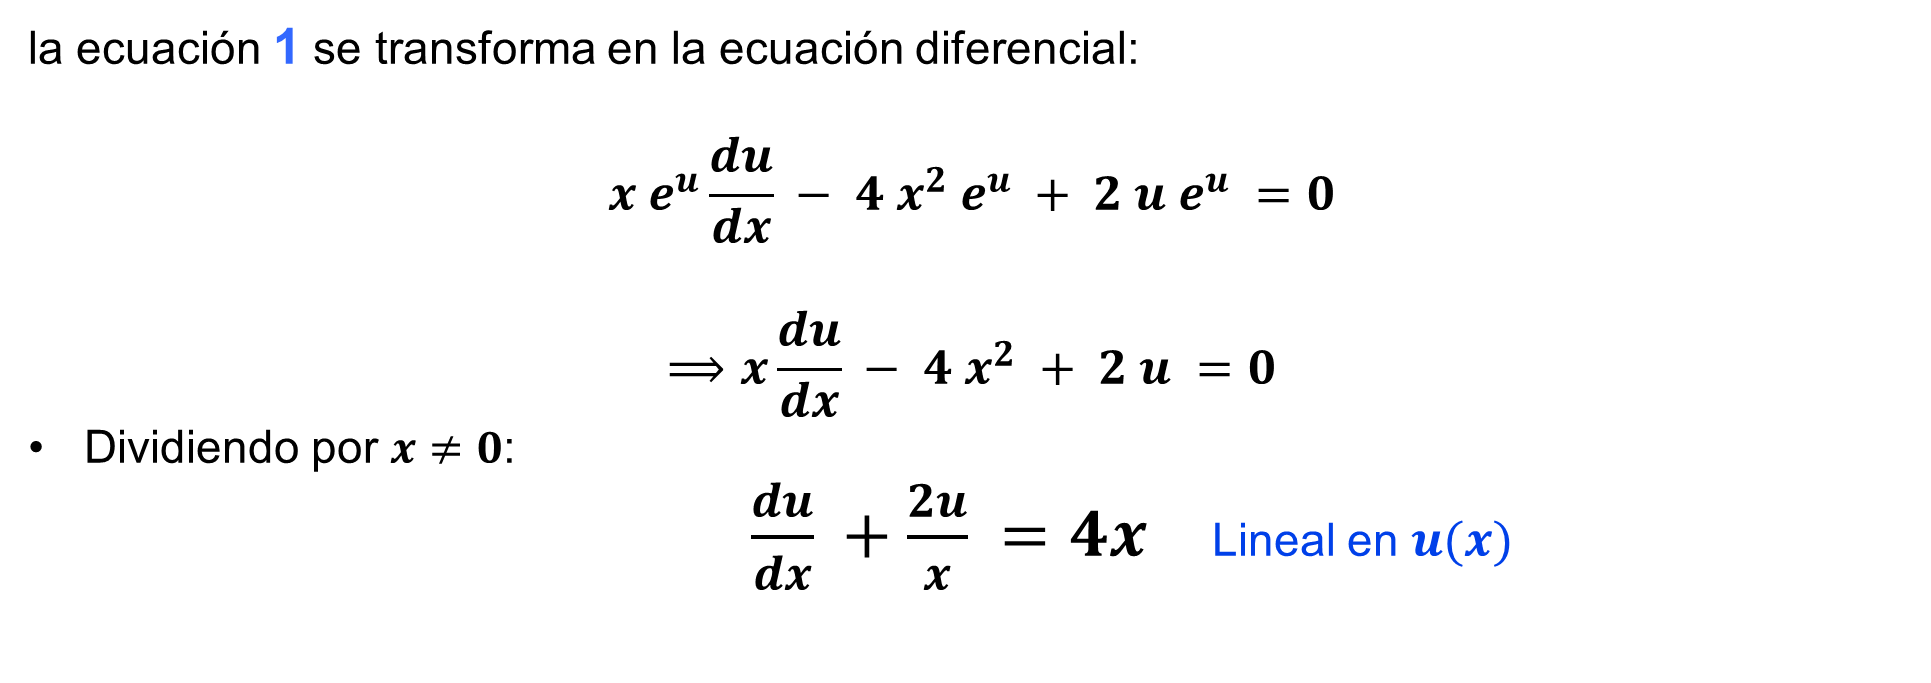 la ecuación 1 se transforma en la ecuación diferencial:
x e^u du/dx − 4 x² e^u + 2 u e^u = 0
⟹ x du/dx − 4 x² + 2 u = 0
• Dividiendo por x ≠ 0:
du/dx + 2u/x = 4x Lineal en u(x)